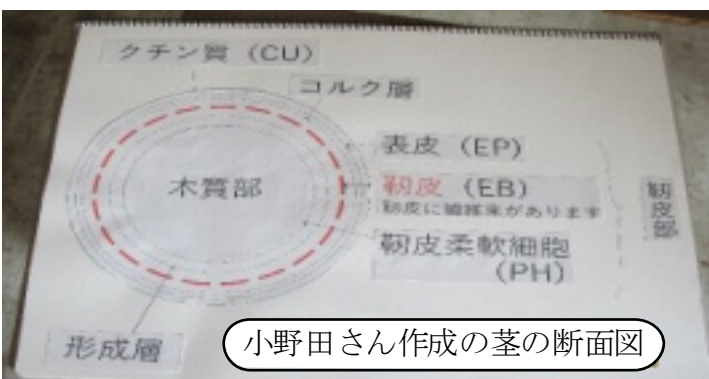 クチン質（CU）
コルク層
表皮（EP）
木質部
靭皮（EB）
靭皮に繊維束があります
靭皮部
靭皮柔軟細胞
（PH）
形成層
小野田さん作成の茎の断面図